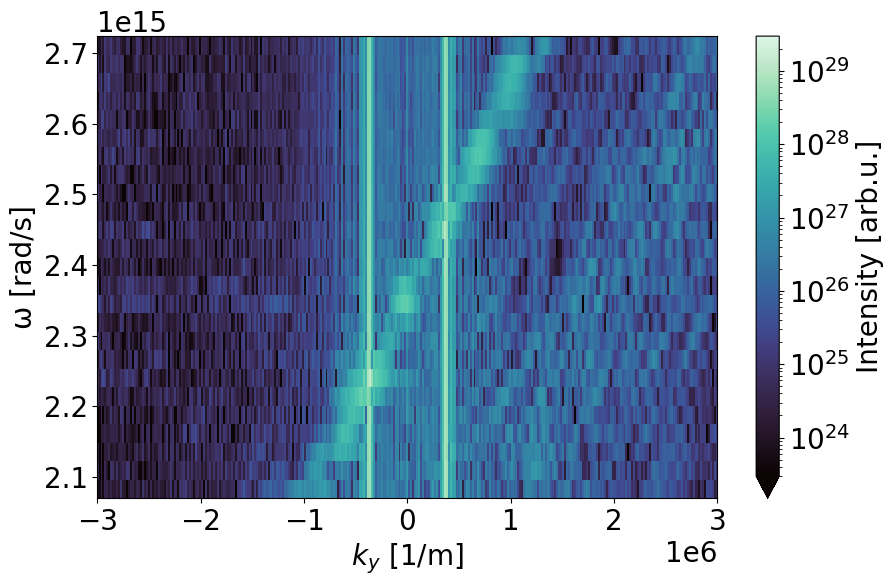 1e15
2.7
2.6
2.5
2.4
2.3
2.2
2.1
ω [rad/s]
−3 −2 −1 0 1 2 3
k_y [1/m]
1e6
10^29
10^28
10^27
10^26
10^25
10^24
Intensity [arb.u.]